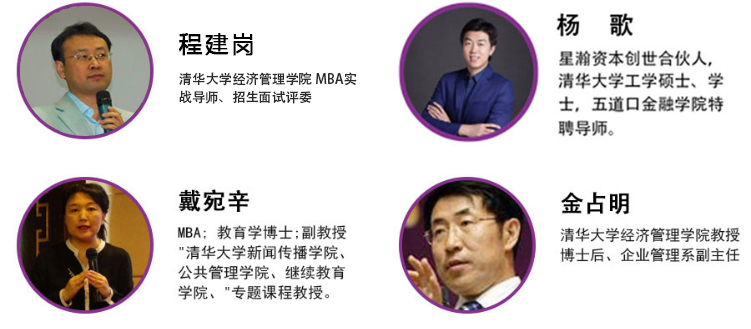 程建岗
清华大学经济管理学院 MBA实
战导师、招生面试评委
杨 歌
星瀚资本创世合伙人,
清华大学工学硕士、学
士, 五道口金融学院特
聘导师。
戴宛辛
MBA; 教育学博士;副教授
"清华大学新闻传播学院、
公共管理学院、继续教育
学院、"专题课程教授。
金占明
清华大学经济管理学院教授
博士后、企业管理系副主任